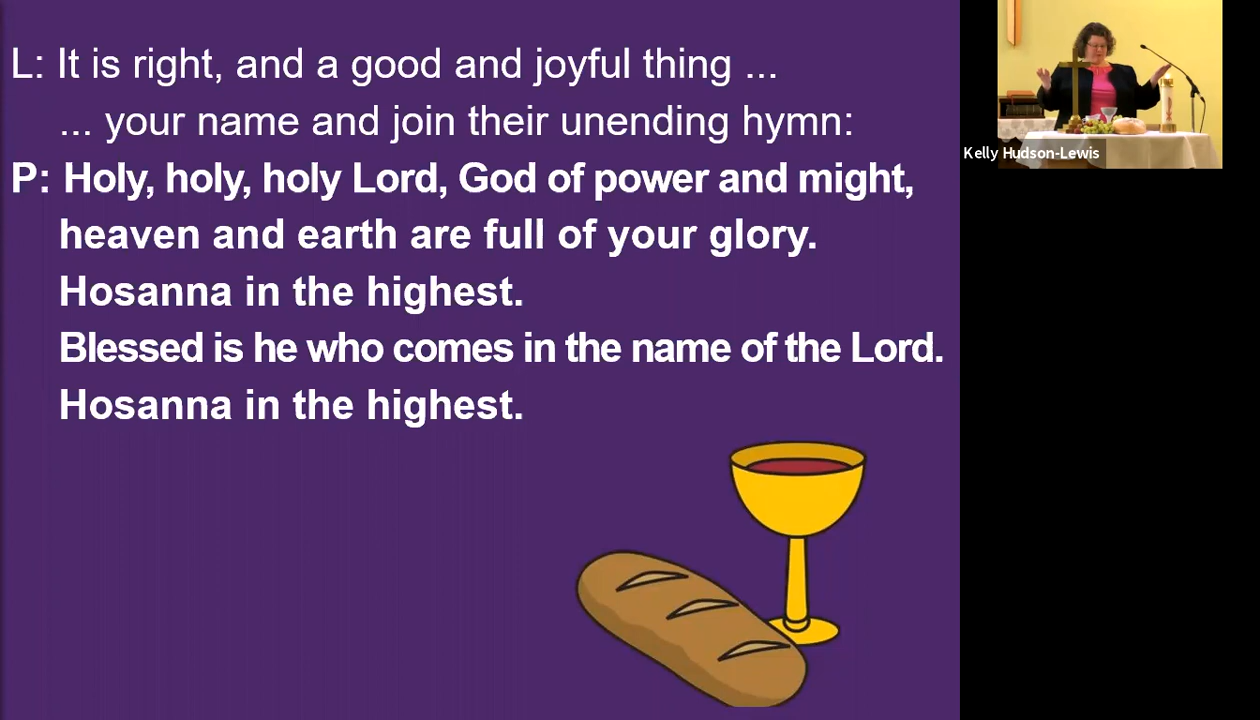 L: It is right, and a good and joyful thing ...
... your name and join their unending hymn:
P: Holy, holy, holy Lord, God of power and might,
heaven and earth are full of your glory.
Hosanna in the highest.
Blessed is he who comes in the name of the Lord.
Hosanna in the highest.
Kelly Hudson-Lewis